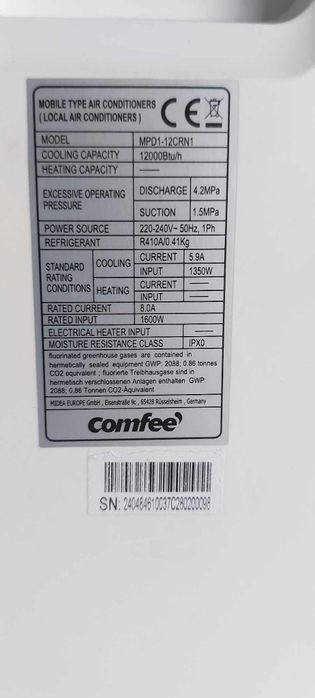 MOBILE TYPE AIR CONDITIONERS
( LOCAL AIR CONDITIONERS )
CE
MODEL MPD1-12CRN1
COOLING CAPACITY 12000Btu/h
HEATING CAPACITY ——
EXCESSIVE OPERATING PRESSURE DISCHARGE 4.2MPa
SUCTION 1.5MPa
POWER SOURCE 220-240V~ 50Hz, 1Ph
REFRIGERANT R410A/0.41Kg
STANDARD RATING CONDITIONS COOLING CURRENT 5.9A
INPUT 1350W
HEATING CURRENT ——
INPUT ——
RATED CURRENT 8.0A
RATED INPUT 1600W
ELECTRICAL HEATER INPUT ——
MOISTURE RESISTANCE CLASS IPX0
fluorinated greenhouse gases are contained in
hermetically sealed equipment GWP: 2088; 0.86 tonnes
CO2 equivalent ; fluorierte Treibhausgase sind in
hermetisch verschlossenen Anlagen enthalten GWP:
2088; 0,86 Tonnen CO2-Äquivalent
MIDEA EUROPE GmbH , Eisenstraße 9c , 65428 Rüsselsheim , Germany
comfee'
SN: 240484610037C280200098